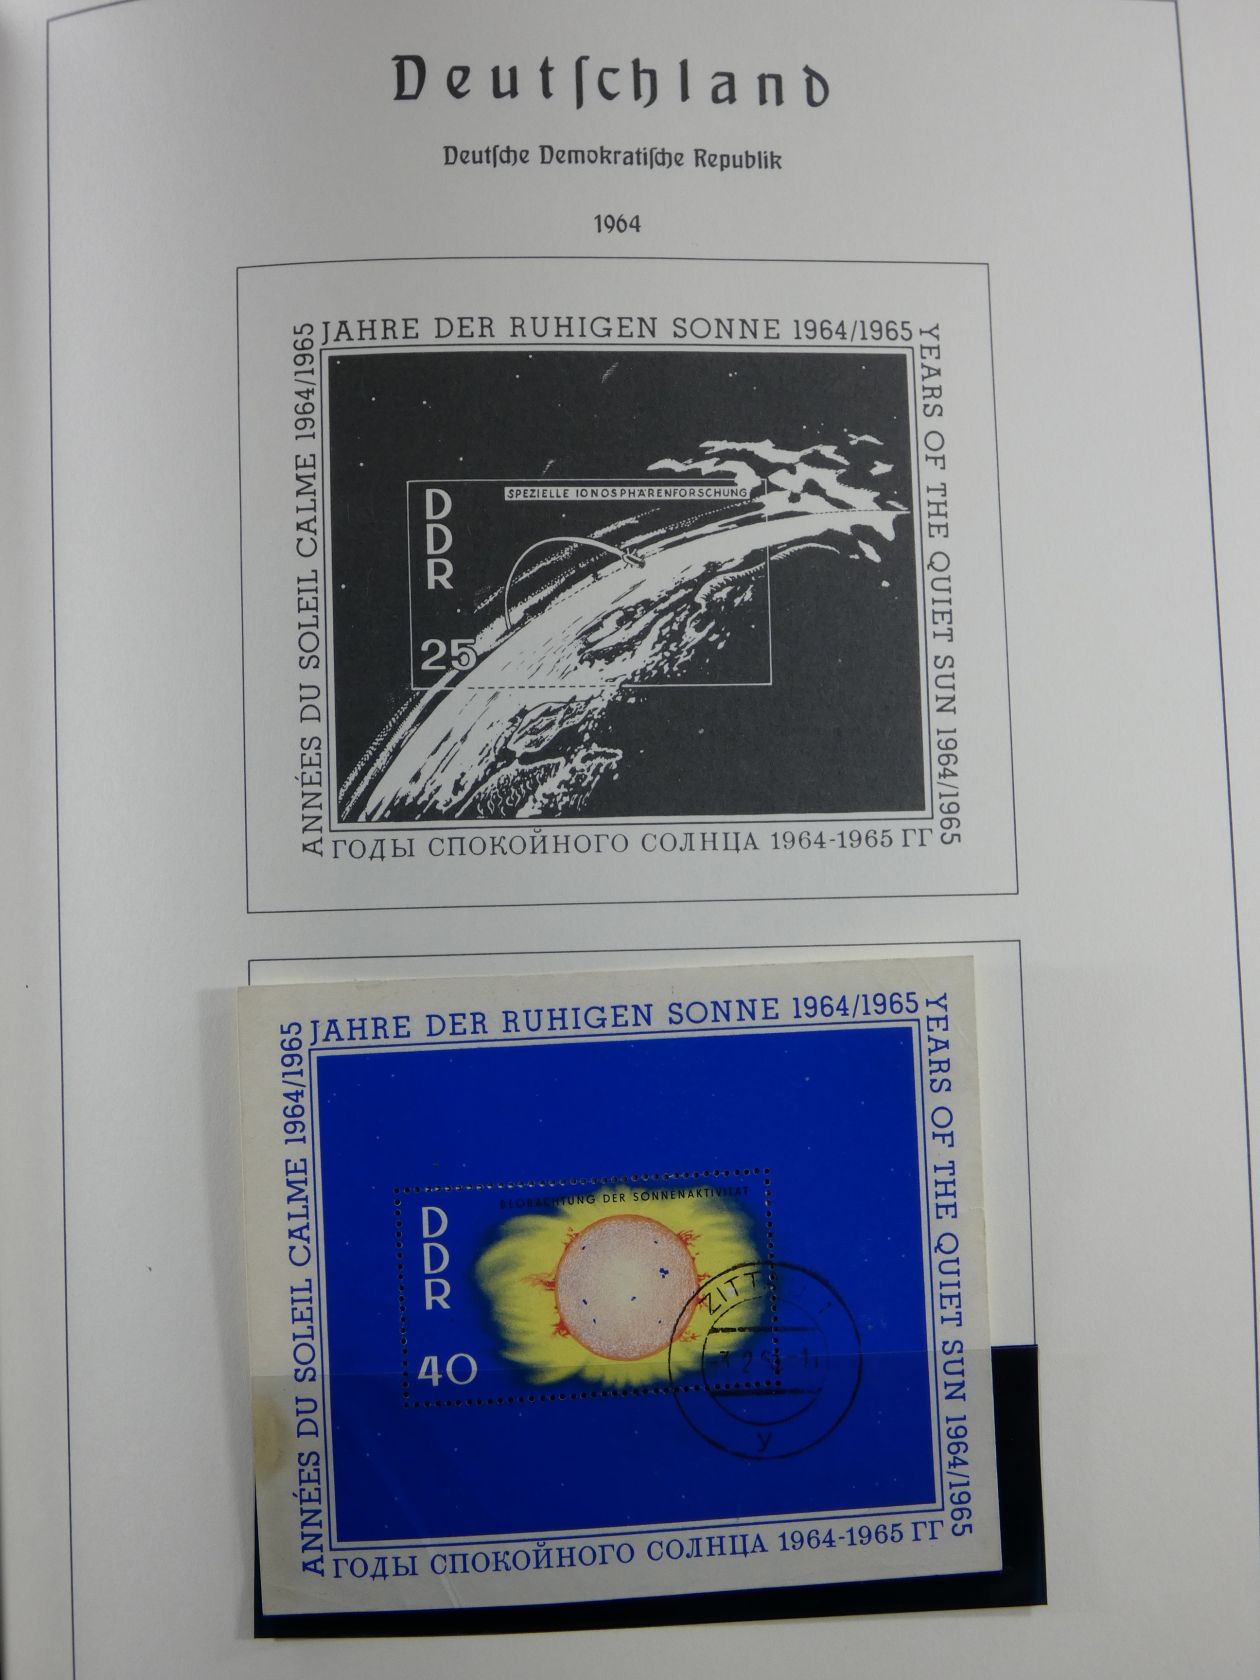 Deutſchland
Deutſche Demokratiſche Republik
1964
JAHRE DER RUHIGEN SONNE 1964/1965
ANNÉES DU SOLEIL CALME 1964/1965
YEARS OF THE QUIET SUN 1964/1965
SPEZIELLE IONOSPHÄRENFORSCHUNG
D
D
R
25
ГОДЫ СПОКОЙНОГО СОЛНЦА 1964-1965 ГГ
JAHRE DER RUHIGEN SONNE 1964/1965
ANNÉES DU SOLEIL CALME 1964/1965
YEARS OF THE QUIET SUN 1964/1965
BEOBACHTUNG DER SONNENAKTIVITÄT
D
D
R
40
ZITTAU 1
y
ГОДЫ СПОКОЙНОГО СОЛНЦА 1964-1965 ГГ